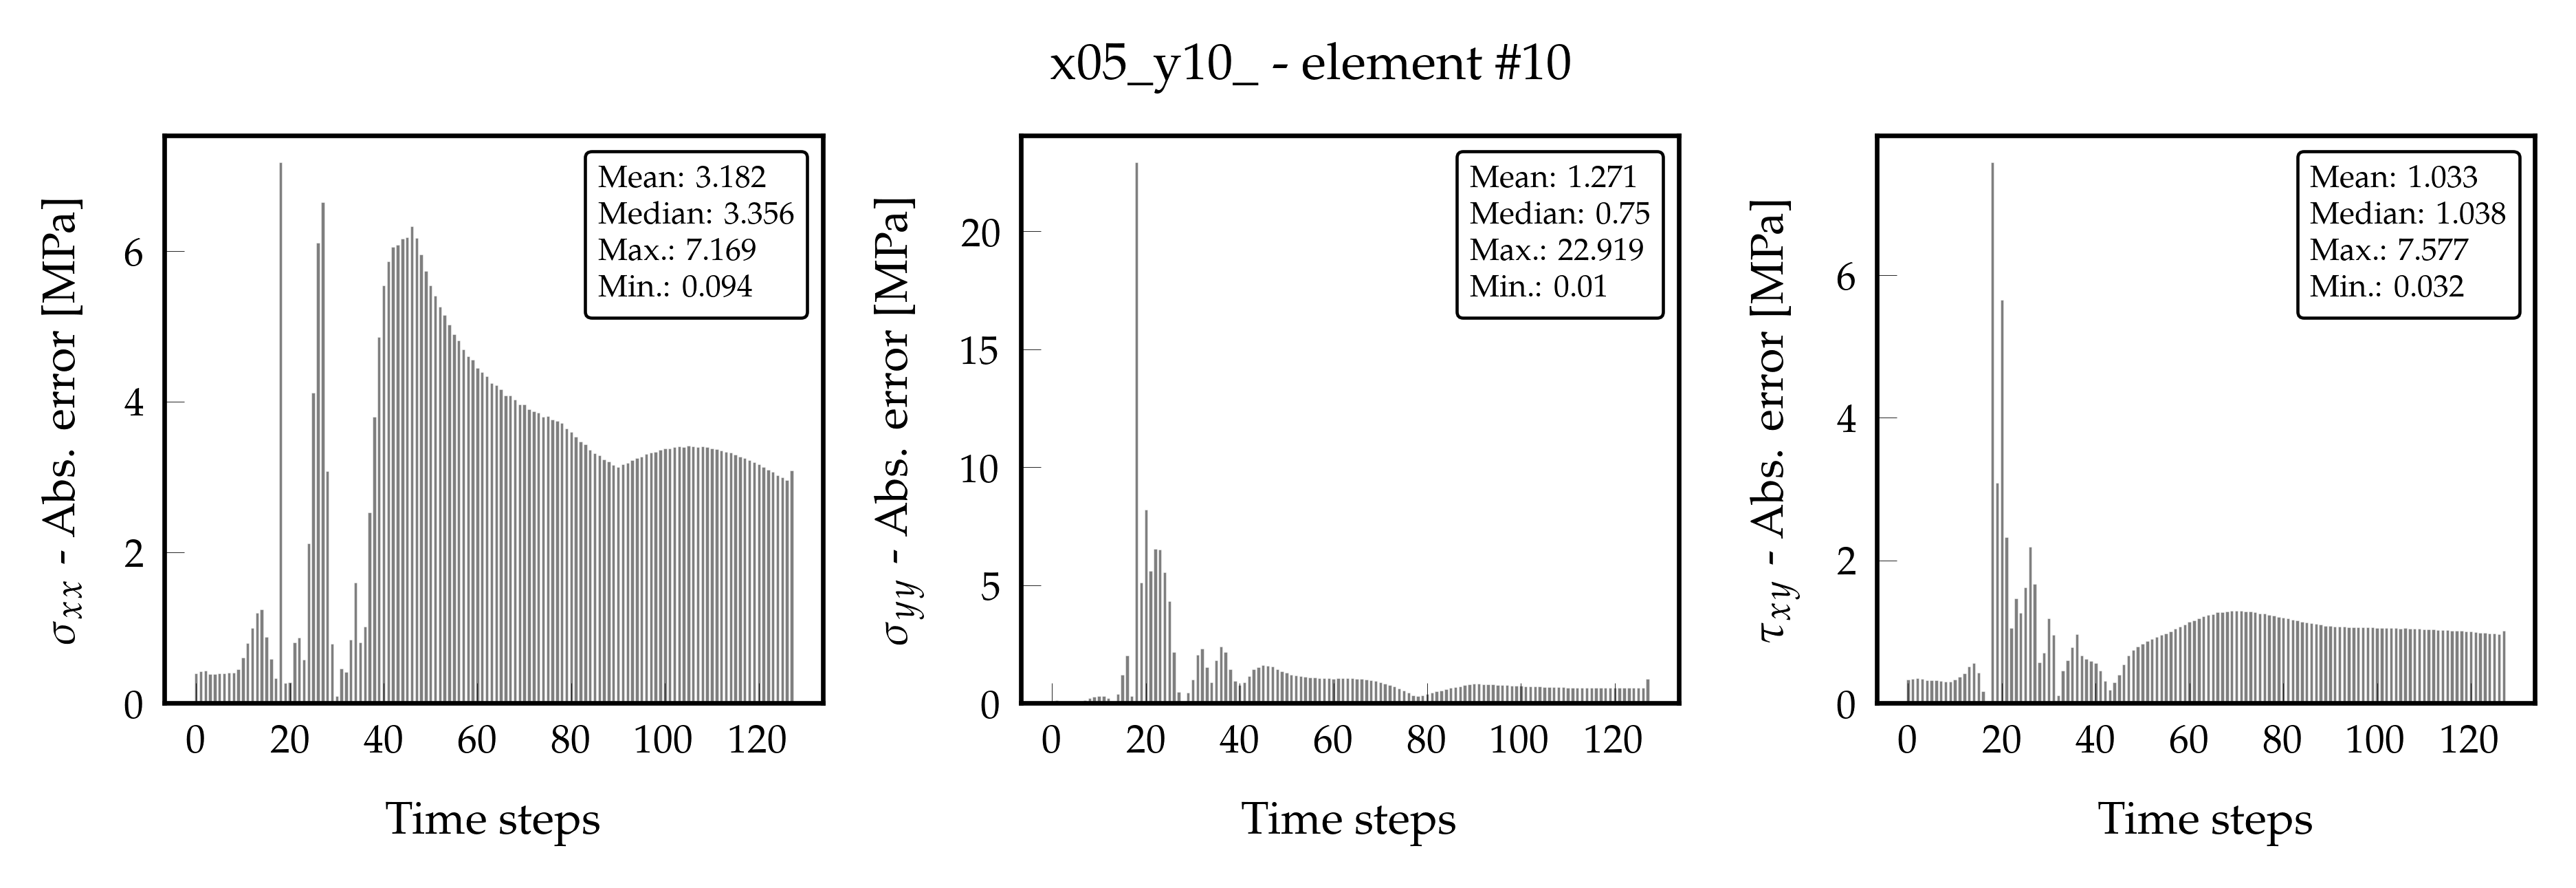 x05_y10_ - element #10
σxx - Abs. error [MPa]
6
4
2
0
Mean: 3.182
Median: 3.356
Max.: 7.169
Min.: 0.094
0 20 40 60 80 100 120
Time steps
σyy - Abs. error [MPa]
20
15
10
5
0
Mean: 1.271
Median: 0.75
Max.: 22.919
Min.: 0.01
0 20 40 60 80 100 120
Time steps
τxy - Abs. error [MPa]
6
4
2
0
Mean: 1.033
Median: 1.038
Max.: 7.577
Min.: 0.032
0 20 40 60 80 100 120
Time steps